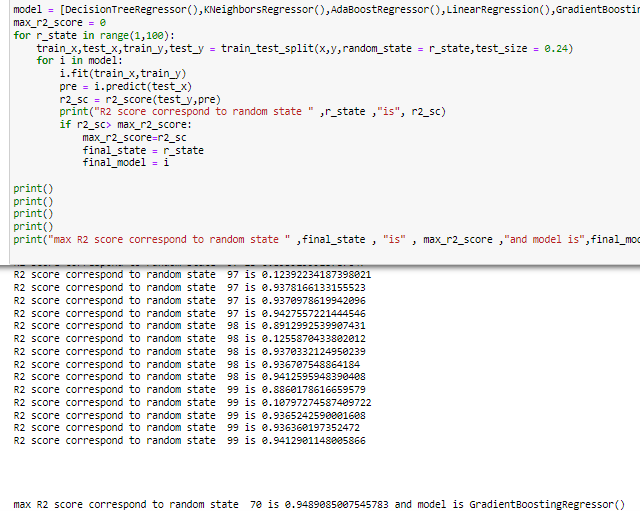 model = [DecisionTreeRegressor(),KNeighborsRegressor(),AdaBoostRegressor(),LinearRegression(),GradientBoostin
max_r2_score = 0
for r_state in range(1,100):
train_x,test_x,train_y,test_y = train_test_split(x,y,random_state = r_state,test_size = 0.24)
for i in model:
i.fit(train_x,train_y)
pre = i.predict(test_x)
r2_sc = r2_score(test_y,pre)
print("R2 score correspond to random state " ,r_state ,"is", r2_sc)
if r2_sc> max_r2_score:
max_r2_score=r2_sc
final_state = r_state
final_model = i
print()
print()
print()
print()
print("max R2 score correspond to random state " ,final_state , "is" , max_r2_score ,"and model is",final_mod
R2 score correspond to random state  97 is 0.12392234187398021
R2 score correspond to random state  97 is 0.9378166133155523
R2 score correspond to random state  97 is 0.9370978619942096
R2 score correspond to random state  97 is 0.9427557221444546
R2 score correspond to random state  98 is 0.8912992539907431
R2 score correspond to random state  98 is 0.1255870433802012
R2 score correspond to random state  98 is 0.9370332124950239
R2 score correspond to random state  98 is 0.936707548864184
R2 score correspond to random state  98 is 0.9412595948390408
R2 score correspond to random state  99 is 0.8860178616659579
R2 score correspond to random state  99 is 0.10797274587409722
R2 score correspond to random state  99 is 0.9365242590001608
R2 score correspond to random state  99 is 0.936360197352472
R2 score correspond to random state  99 is 0.9412901148005866
max R2 score correspond to random state  70 is 0.9489085007545783 and model is GradientBoostingRegressor()